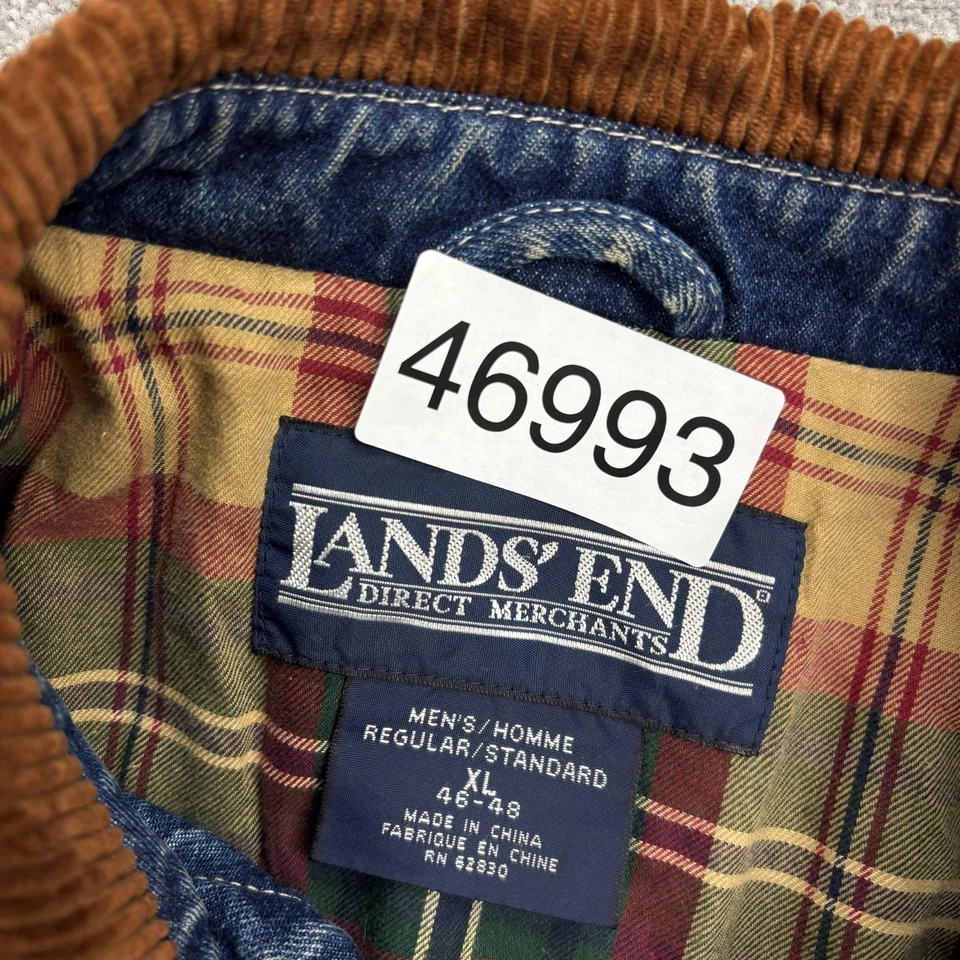 46993
LANDS' END
DIRECT MERCHANTS
MEN'S/HOMME
REGULAR/STANDARD
XL
46-48
MADE IN CHINA
FABRIQUE EN CHINE
RN 62830